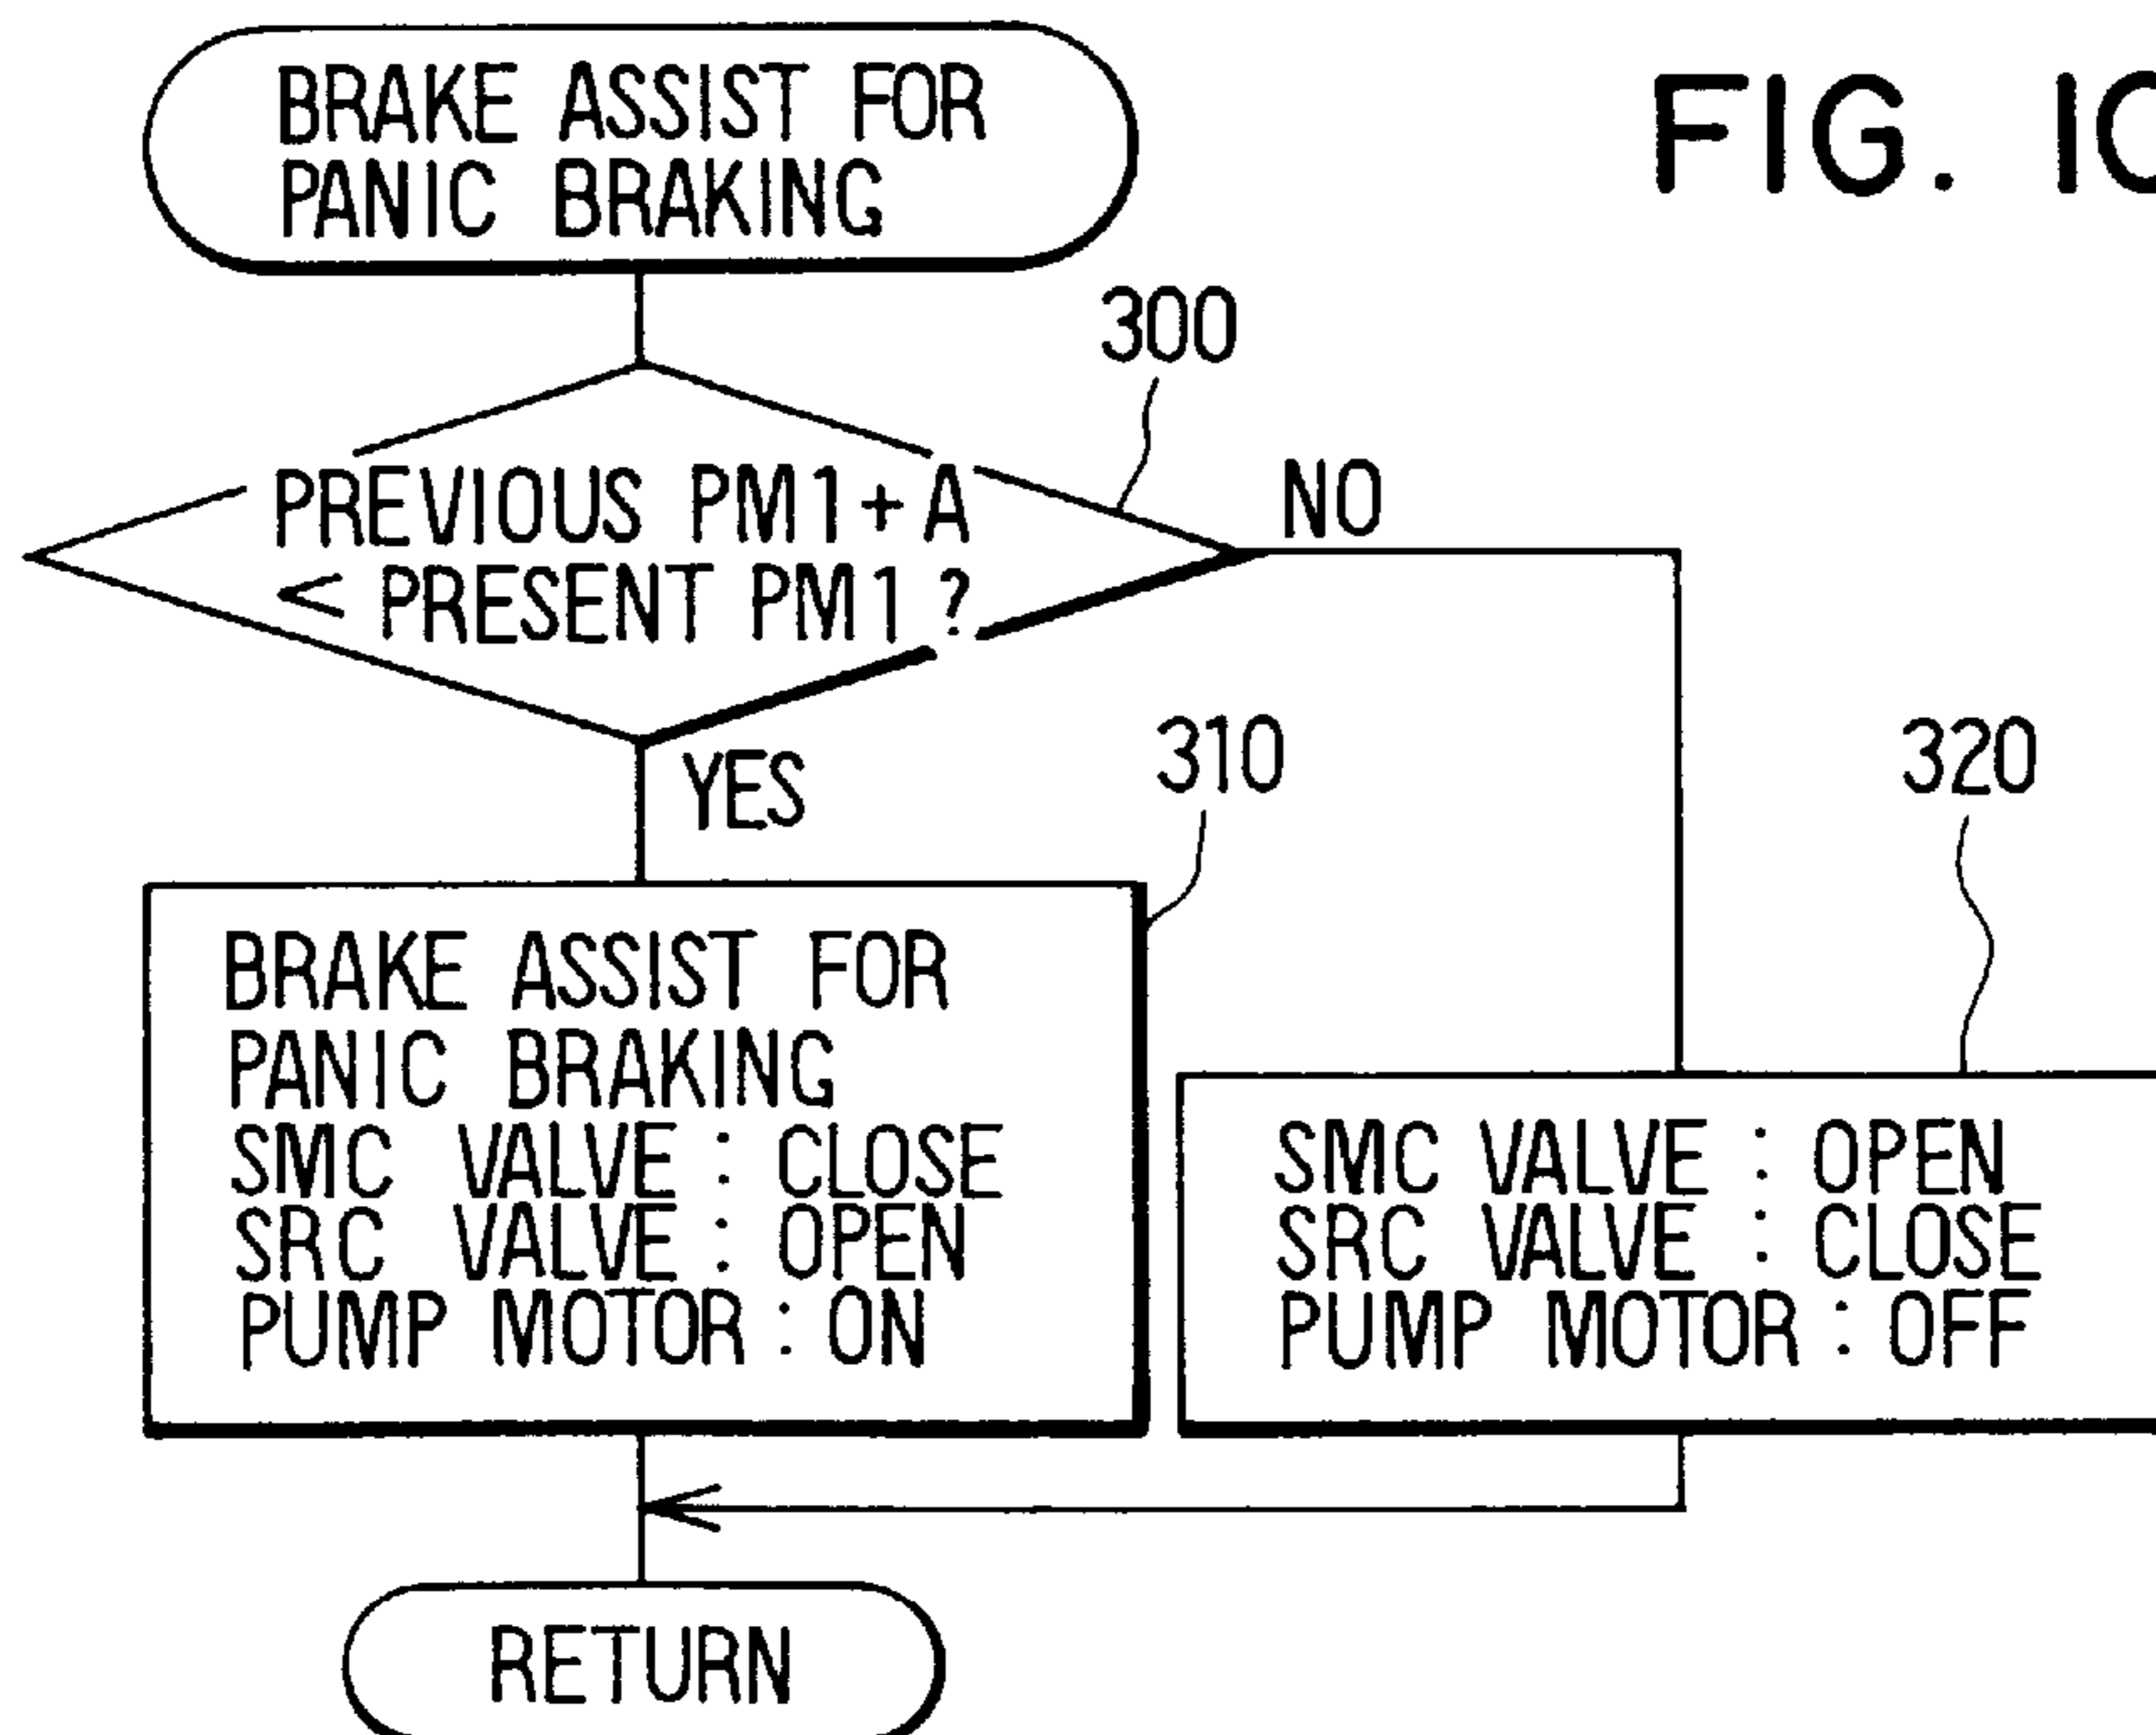 BRAKE ASSIST FOR
PANIC BRAKING
FIG. 10
300
PREVIOUS PM1+A
< PRESENT PM1 ?
NO
YES
310
320
BRAKE ASSIST FOR
PANIC BRAKING
SMC VALVE : CLOSE
SRC VALVE : OPEN
PUMP MOTOR : ON
SMC VALVE : OPEN
SRC VALVE : CLOSE
PUMP MOTOR : OFF
RETURN